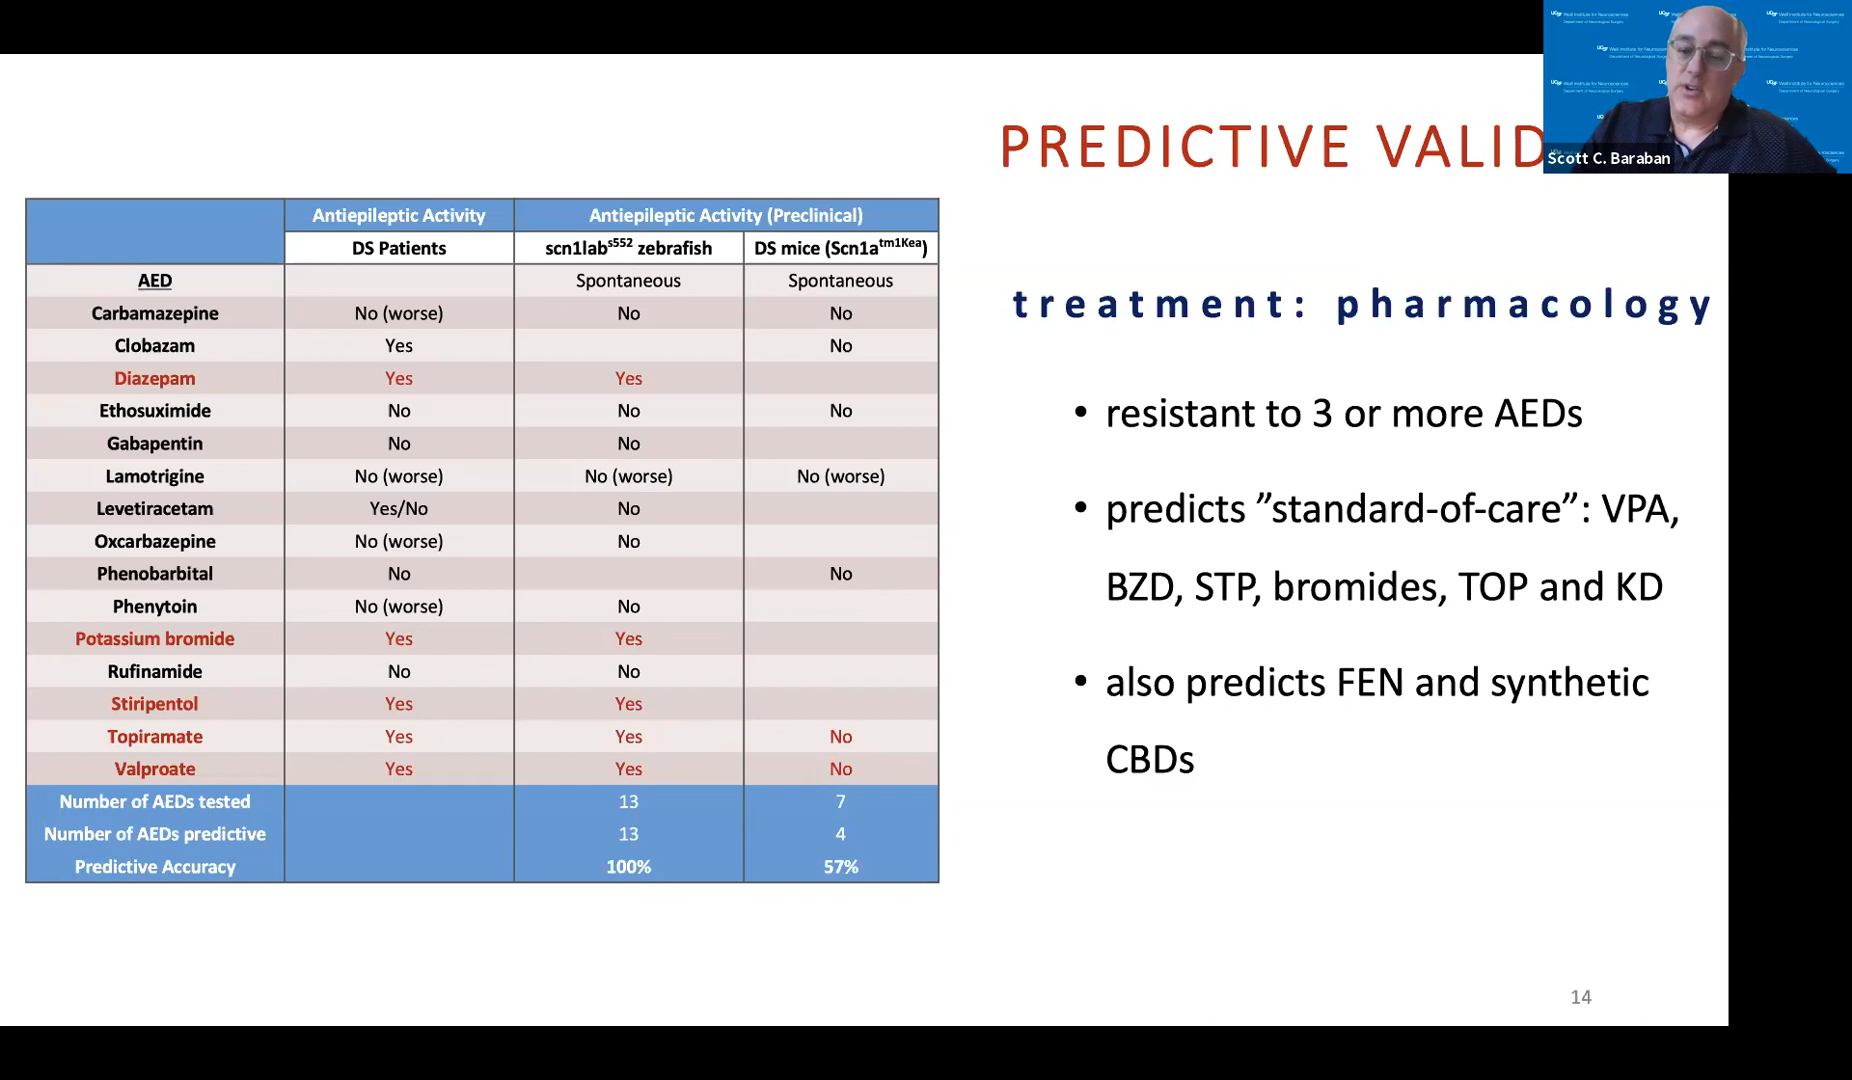 PREDICTIVE VALID
Scott C. Baraban
Antiepileptic Activity Antiepileptic Activity (Preclinical)
DS Patients scn1lab^s552 zebrafish DS mice (Scn1a^tm1Kea)
AED Spontaneous Spontaneous
Carbamazepine No (worse) No No
Clobazam Yes No
Diazepam Yes Yes
Ethosuximide No No No
Gabapentin No No
Lamotrigine No (worse) No (worse) No (worse)
Levetiracetam Yes/No No
Oxcarbazepine No (worse) No
Phenobarbital No No
Phenytoin No (worse) No
Potassium bromide Yes Yes
Rufinamide No No
Stiripentol Yes Yes
Topiramate Yes Yes No
Valproate Yes Yes No
Number of AEDs tested 13 7
Number of AEDs predictive 13 4
Predictive Accuracy 100% 57%
treatment: pharmacology
• resistant to 3 or more AEDs
• predicts ”standard-of-care”: VPA,
BZD, STP, bromides, TOP and KD
• also predicts FEN and synthetic
CBDs
14